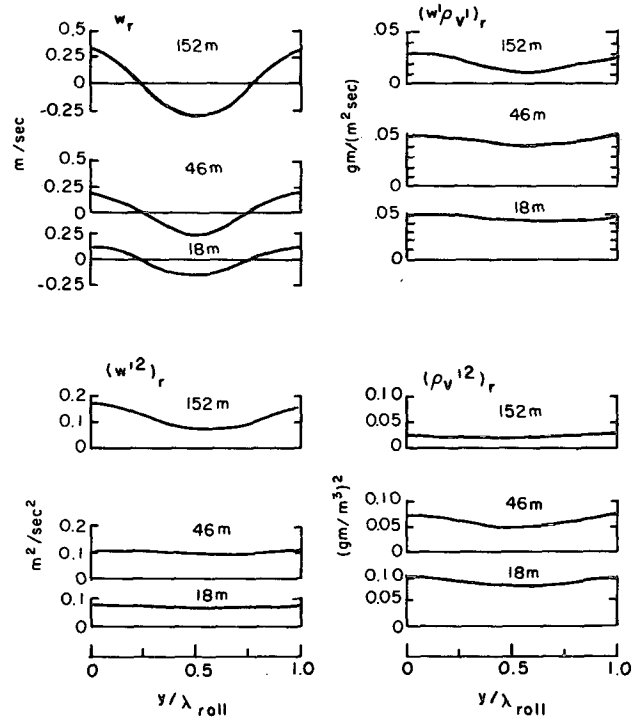 w_r
m/sec
0.5
0.25
0
-0.25
152m
0.5
0.25
0
46m
0.25
0
-0.25
18m
(w'ρ_v')_r
gm/(m² sec)
.05
0
152m
.05
0
46m
.05
0
18m
(w'²)_r
m²/sec²
0.2
0.1
0
152m
0.2
0.1
0
46m
0.1
0
18m
0 0.5 1.0
y/λ_roll
(ρ_v'²)_r
(gm/m³)²
0.10
0.05
0
152m
0.10
0.05
0
46m
0.10
0.05
0
18m
0 0.5 1.0
y/λ_roll